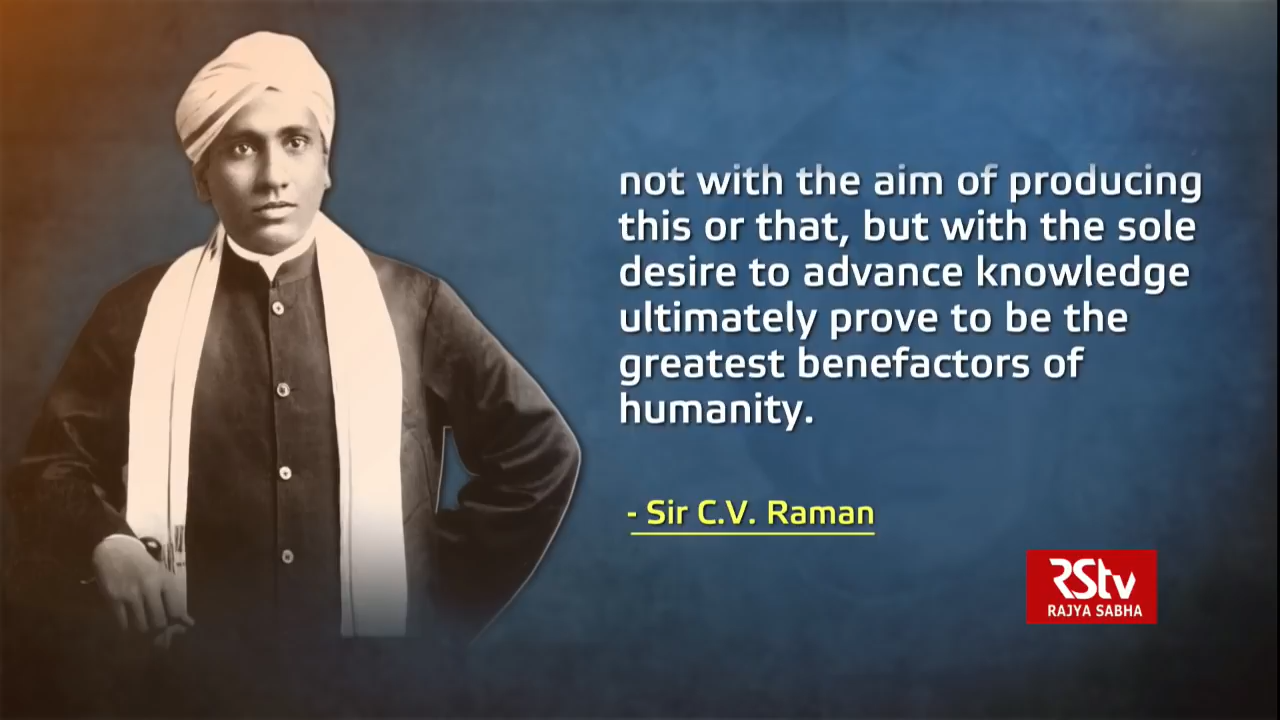 not with the aim of producing
this or that, but with the sole
desire to advance knowledge
ultimately prove to be the
greatest benefactors of
humanity.
- Sir C.V. Raman
RStv
RAJYA SABHA